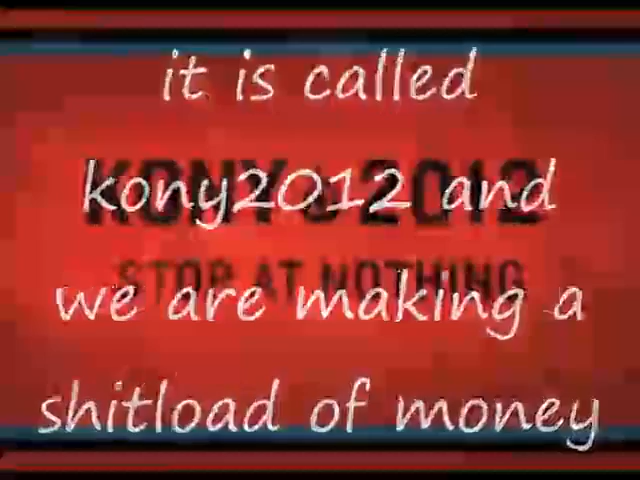 it is called
KONY 2012
kony2012 and
STOP AT NOTHING
we are making a
shitload of money